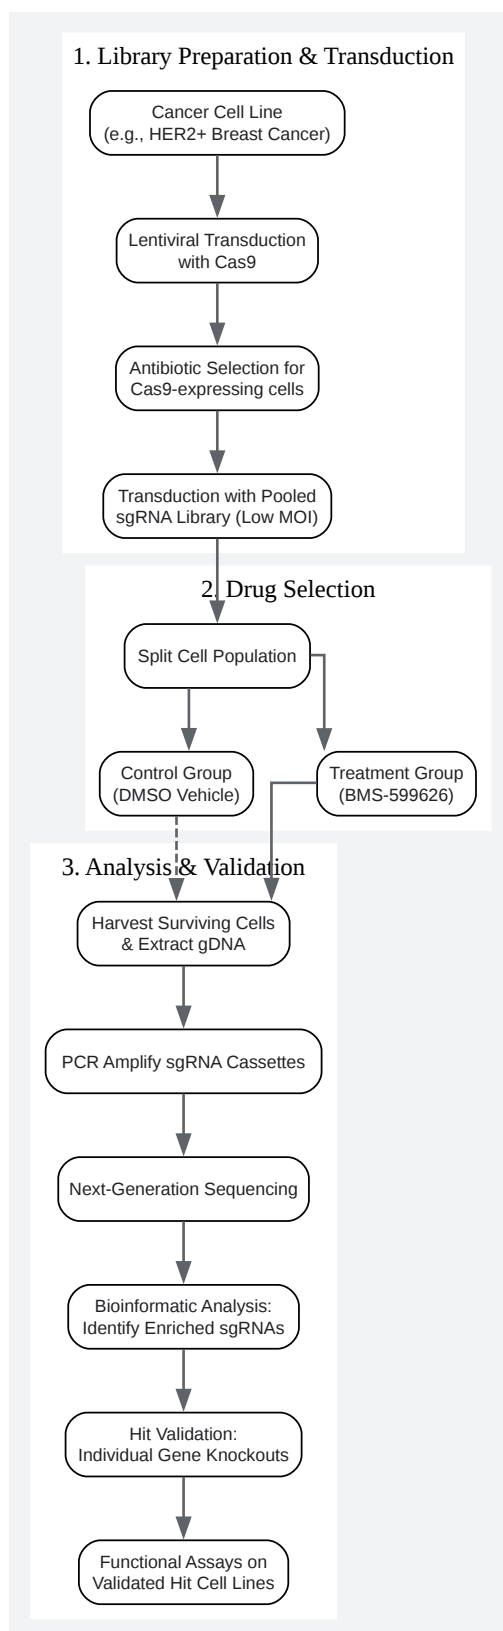 1. Library Preparation & Transduction
Cancer Cell Line
(e.g., HER2+ Breast Cancer)
Lentiviral Transduction
with Cas9
Antibiotic Selection for
Cas9-expressing cells
Transduction with Pooled
sgRNA Library (Low MOI)
2. Drug Selection
Split Cell Population
Control Group
(DMSO Vehicle)
Treatment Group
(BMS-599626)
3. Analysis & Validation
Harvest Surviving Cells
& Extract gDNA
PCR Amplify sgRNA Cassettes
Next-Generation Sequencing
Bioinformatic Analysis:
Identify Enriched sgRNAs
Hit Validation:
Individual Gene Knockouts
Functional Assays on
Validated Hit Cell Lines